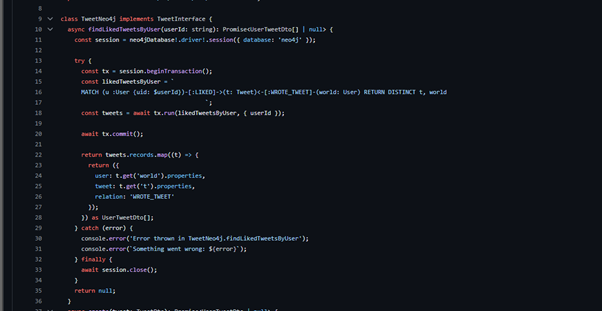 8
9 class TweetNeo4j implements TweetInterface {
10 async findLikedTweetsByUser(userId: string): Promise<UserTweetDto[] | null> {
11 const session = neo4jDatabase!.driver!.session({ database: 'neo4j' });
12
13 try {
14 const tx = session.beginTransaction();
15 const likedTweetsByUser = `
16 MATCH (u :User {uid: $userId})-[:LIKED]->(t: Tweet)<-[:WROTE_TWEET]-(world: User) RETURN DISTINCT t, world
17 `;
18 const tweets = await tx.run(likedTweetsByUser, { userId });
19
20 await tx.commit();
21
22 return tweets.records.map((t) => {
23 return ({
24 user: t.get('world').properties,
25 tweet: t.get('t').properties,
26 relation: 'WROTE_TWEET'
27 });
28 }) as UserTweetDto[];
29 } catch (error) {
30 console.error('Error thrown in TweetNeo4j.findLikedTweetsByUser');
31 console.error(`Something went wrong: ${error}`);
32 } finally {
33 await session.close();
34 }
35 return null;
36 }